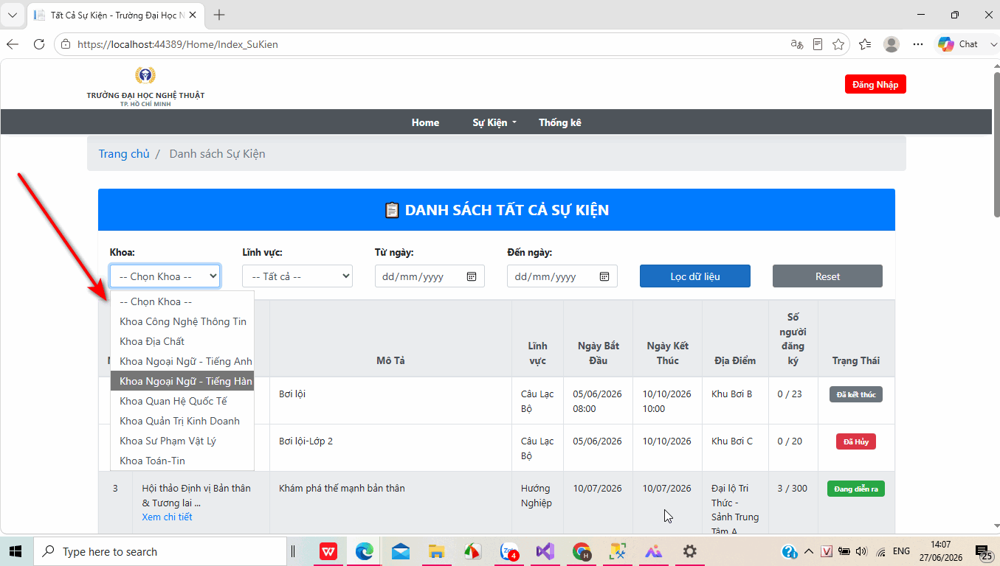 Tất Cả Sự Kiện - Trường Đại Học N
https://localhost:44389/Home/Index_SuKien
Chat
TRƯỜNG ĐẠI HỌC NGHỆ THUẬT
TP. HỒ CHÍ MINH
Đăng Nhập
Home
Sự Kiện
Thống kê
Trang chủ / Danh sách Sự Kiện
DANH SÁCH TẤT CẢ SỰ KIỆN
Khoa:
Lĩnh vực:
Từ ngày:
Đến ngày:
-- Chọn Khoa --
-- Tất cả --
dd/mm/yyyy
dd/mm/yyyy
Lọc dữ liệu
Reset
-- Chọn Khoa --
Khoa Công Nghệ Thông Tin
Khoa Địa Chất
Khoa Ngoại Ngữ - Tiếng Anh
Khoa Ngoại Ngữ - Tiếng Hàn
Khoa Quan Hệ Quốc Tế
Khoa Quản Trị Kinh Doanh
Khoa Sư Phạm Vật Lý
Khoa Toán-Tin
Mô Tả
Lĩnh
vực
Ngày Bắt
Đầu
Ngày Kết
Thúc
Địa Điểm
Số
người
đăng
ký
Trạng Thái
Bơi lội
Câu Lạc
Bộ
05/06/2026
08:00
10/10/2026
10:00
Khu Bơi B
0 / 23
Đã kết thúc
Bơi lội-Lớp 2
Câu Lạc
Bộ
05/06/2026
10/10/2026
Khu Bơi C
0 / 20
Đã Hủy
3
Hội thảo Định vị Bản thân
& Tương lai ...
Xem chi tiết
Khám phá thế mạnh bản thân
Hướng
Nghiệp
10/07/2026
10/07/2026
Đại lộ Tri
Thức -
Sảnh Trung
Tâm A
3 / 300
Đang diễn ra
Type here to search
4
ENG
14:07
27/06/2026
25